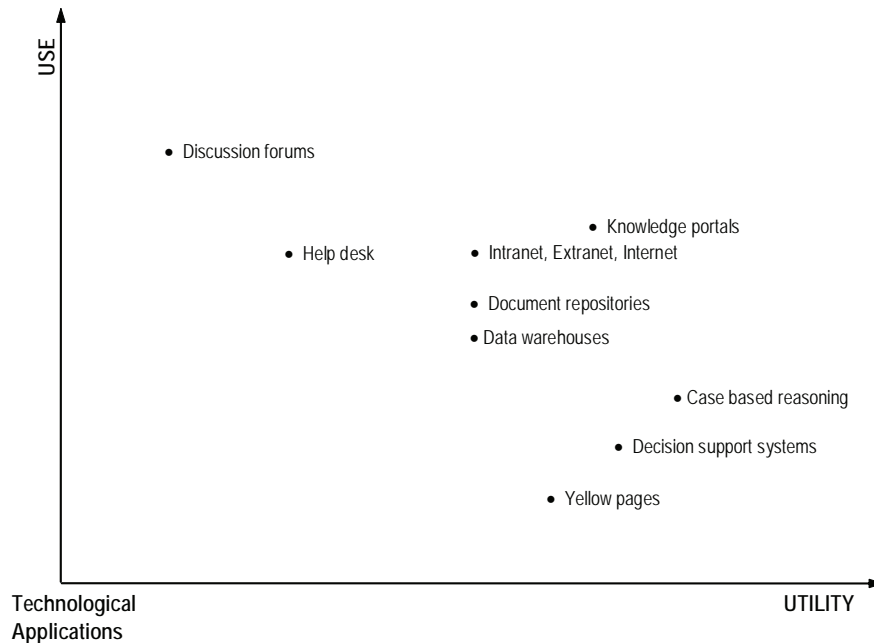 USE
Discussion forums
Knowledge portals
Help desk
Intranet, Extranet, Internet
Document repositories
Data warehouses
Case based reasoning
Decision support systems
Yellow pages
Technological
Applications
UTILITY